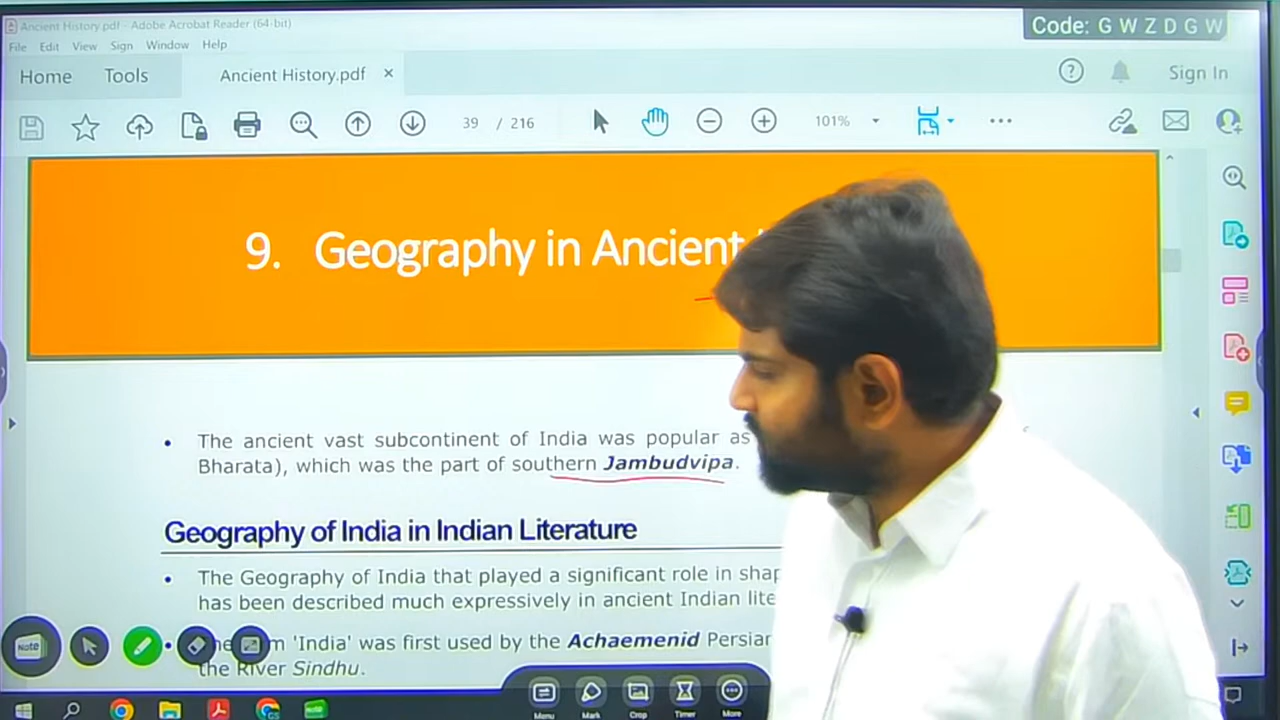 Ancient History.pdf - Adobe Acrobat Reader (64-bit)
Code: G W Z D G W
File Edit View Sign Window Help
Home Tools Ancient History.pdf × Sign In
39 / 216 101%
9. Geography in Ancient
• The ancient vast subcontinent of India was popular as
Bharata), which was the part of southern Jambudvipa.
Geography of India in Indian Literature
• The Geography of India that played a significant role in
has been described much expressively in ancient Indian
'India' was first used by the Achaemenid
the River Sindhu.
Note
Menu Mark Crop Timer More